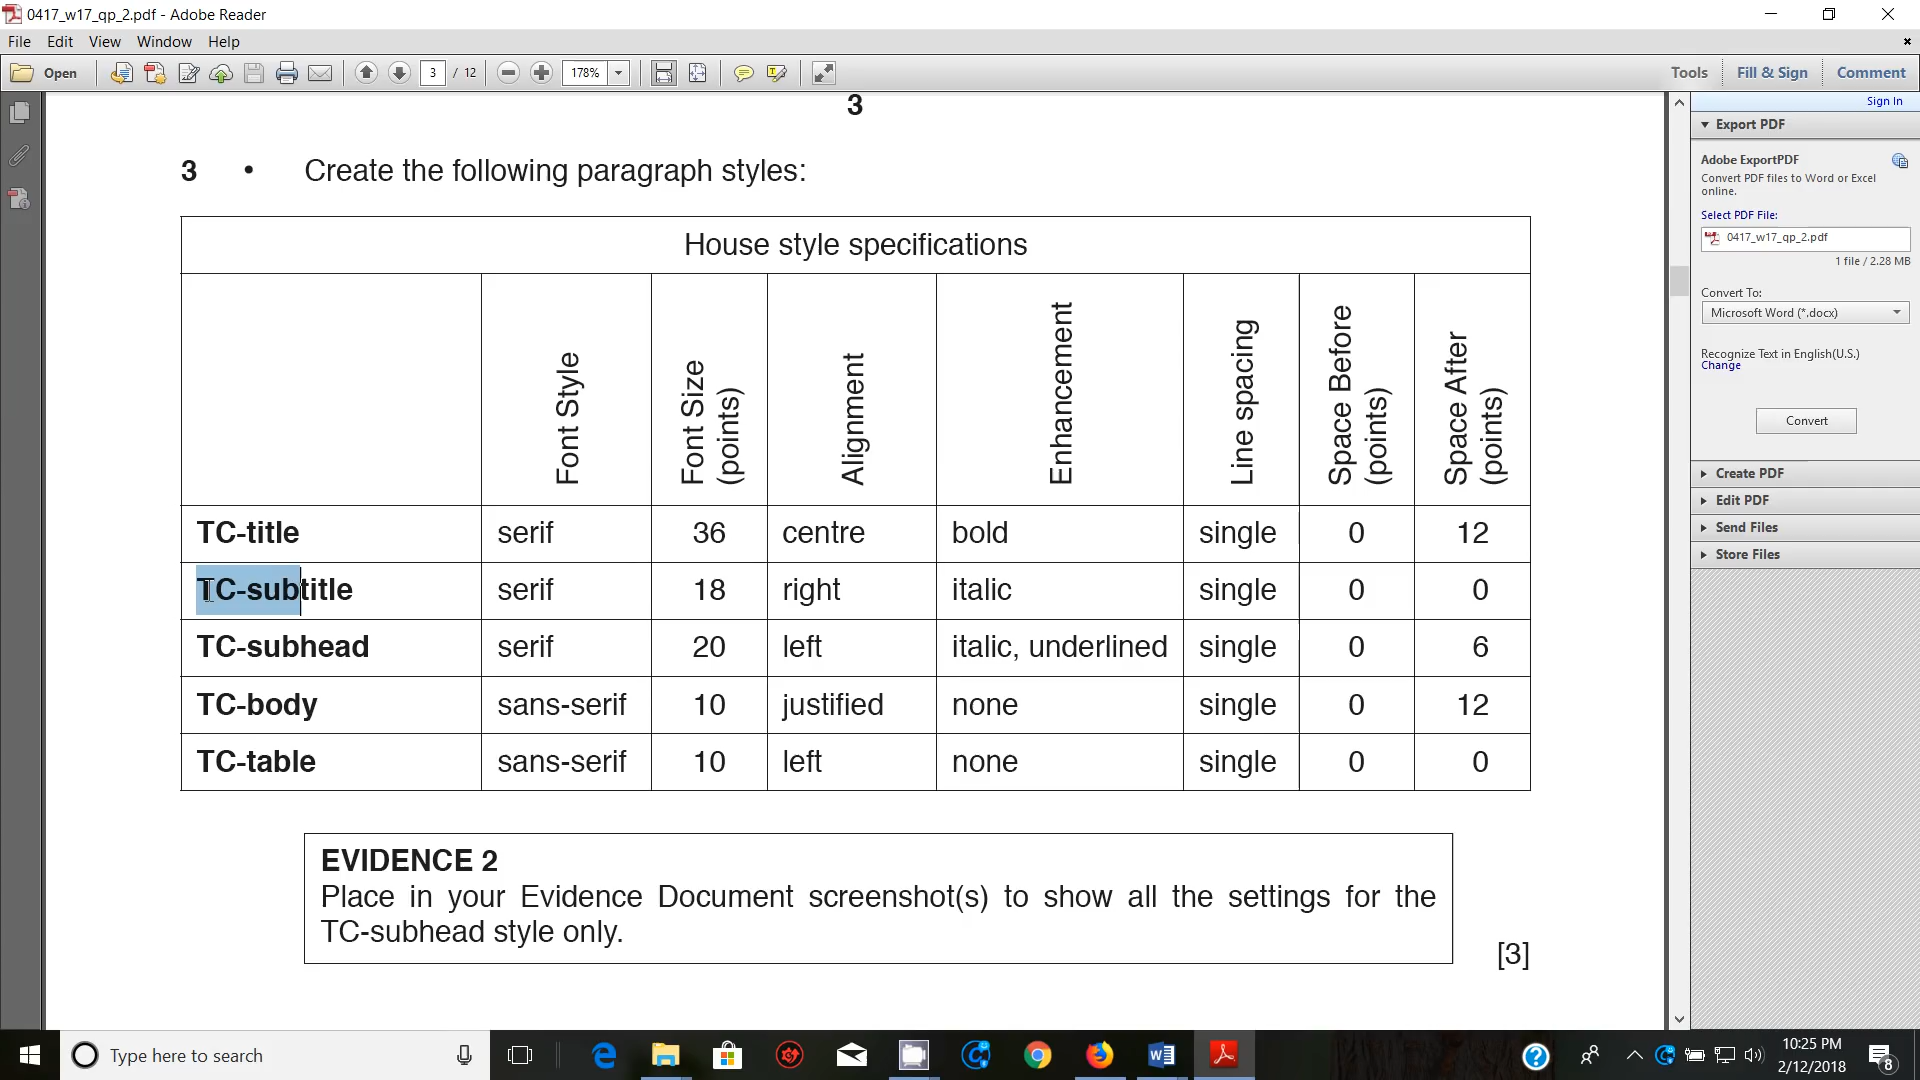 0417_w17_qp_2.pdf - Adobe Reader
File Edit View Window Help
Open 3 / 12 178% Tools Fill & Sign Comment
Sign In
Export PDF
Adobe ExportPDF
Convert PDF files to Word or Excel
online.
Select PDF File:
0417_w17_qp_2.pdf
1 file / 2.28 MB
Convert To:
Microsoft Word (*.docx)
Recognize Text in English(U.S.)
Change
Convert
Create PDF
Edit PDF
Send Files
Store Files
3
3 • Create the following paragraph styles:
House style specifications
Font Style
Font Size
(points)
Alignment
Enhancement
Line spacing
Space Before
(points)
Space After
(points)
TC-title serif 36 centre bold single 0 12
TC-subtitle serif 18 right italic single 0 0
TC-subhead serif 20 left italic, underlined single 0 6
TC-body sans-serif 10 justified none single 0 12
TC-table sans-serif 10 left none single 0 0
EVIDENCE 2
Place in your Evidence Document screenshot(s) to show all the settings for the
TC-subhead style only.
[3]
Type here to search
10:25 PM
2/12/2018
8